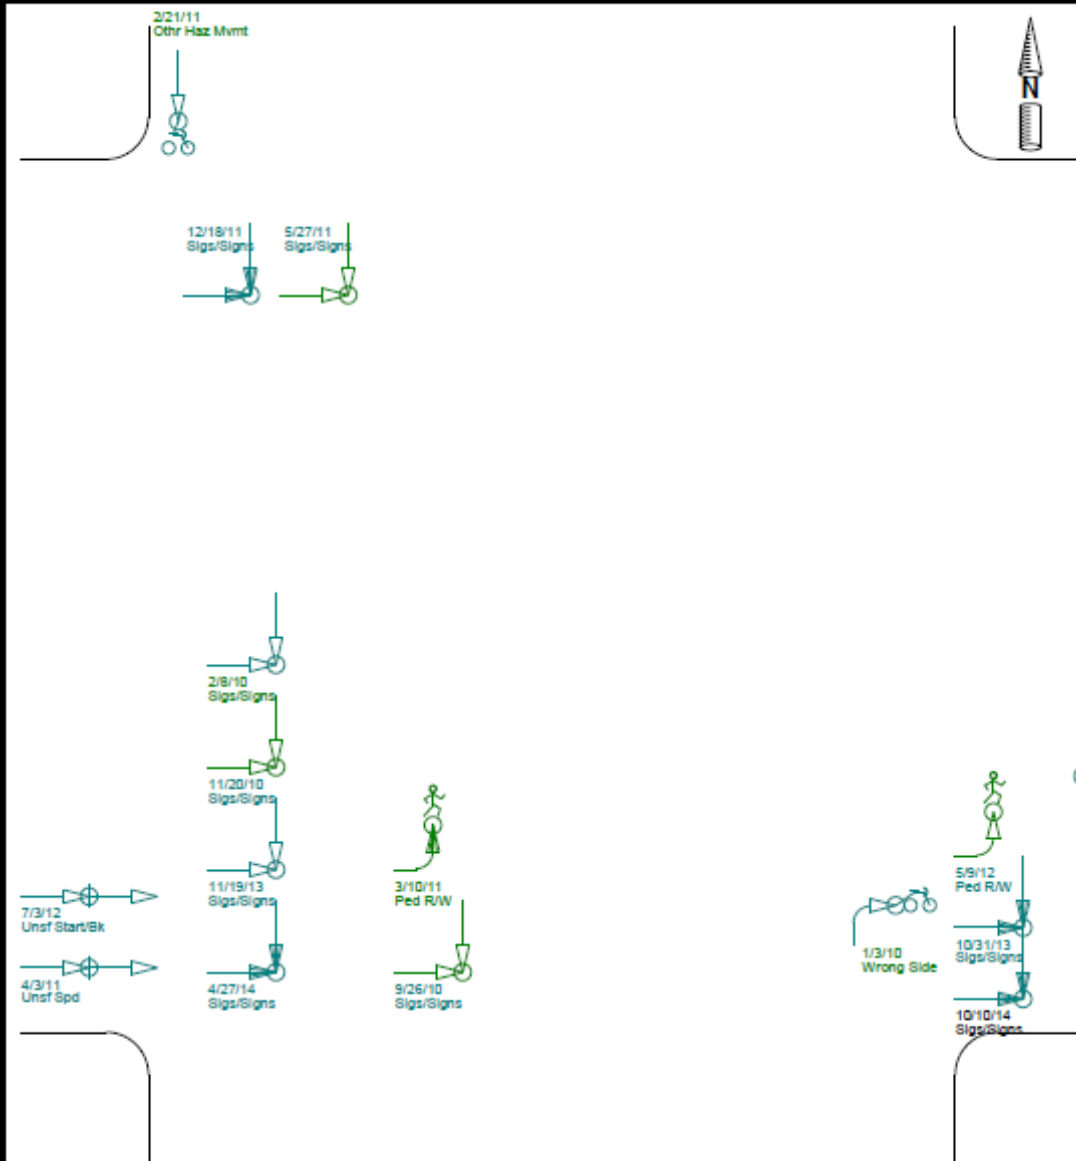 2/21/11
Othr Haz Mvmt
N
12/18/11
Sigs/Signs
5/27/11
Sigs/Signs
2/8/10
Sigs/Signs
11/20/10
Sigs/Signs
11/19/13
Sigs/Signs
3/10/11
Ped R/W
5/9/12
Ped R/W
7/3/12
Unsf Start/Bk
1/3/10
Wrong Side
10/31/13
Sigs/Signs
4/3/11
Unsf Spd
4/27/14
Sigs/Signs
9/26/10
Sigs/Signs
10/10/14
Sigs/Signs